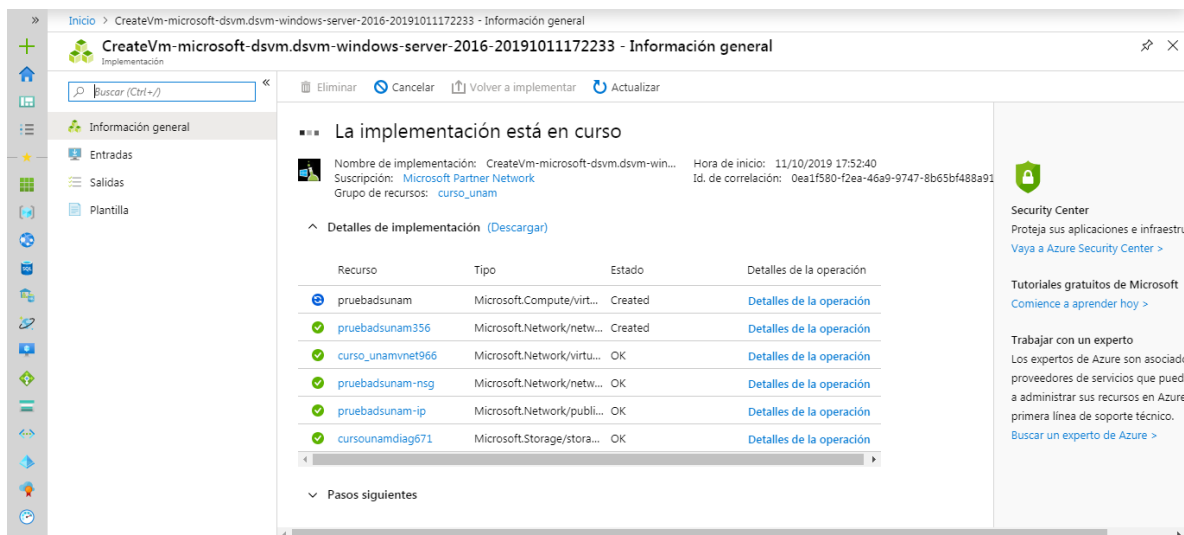 Inicio > CreateVm-microsoft-dsvm.dsvm-windows-server-2016-20191011172233 - Información general
CreateVm-microsoft-dsvm.dsvm-windows-server-2016-20191011172233 - Información general
Implementación
Buscar (Ctrl+/)
Información general
Entradas
Salidas
Plantilla
Eliminar Cancelar Volver a implementar Actualizar
La implementación está en curso
Nombre de implementación: CreateVm-microsoft-dsvm.dsvm-win...
Suscripción: Microsoft Partner Network
Grupo de recursos: curso_unam
Hora de inicio: 11/10/2019 17:52:40
Id. de correlación: 0ea1f580-f2ea-46a9-9747-8b65bf488a91
Detalles de implementación (Descargar)
Recurso Tipo Estado Detalles de la operación
pruebadsunam Microsoft.Compute/virt... Created Detalles de la operación
pruebadsunam356 Microsoft.Network/netw... Created Detalles de la operación
curso_unamvnet966 Microsoft.Network/virtu... OK Detalles de la operación
pruebadsunam-nsg Microsoft.Network/netw... OK Detalles de la operación
pruebadsunam-ip Microsoft.Network/publi... OK Detalles de la operación
cursounamdiag671 Microsoft.Storage/stora... OK Detalles de la operación
Pasos siguientes
Security Center
Proteja sus aplicaciones e infraestru
Vaya a Azure Security Center >
Tutoriales gratuitos de Microsoft
Comience a aprender hoy >
Trabajar con un experto
Los expertos de Azure son asociado
proveedores de servicios que pued
a administrar sus recursos en Azure
primera línea de soporte técnico.
Buscar un experto de Azure >